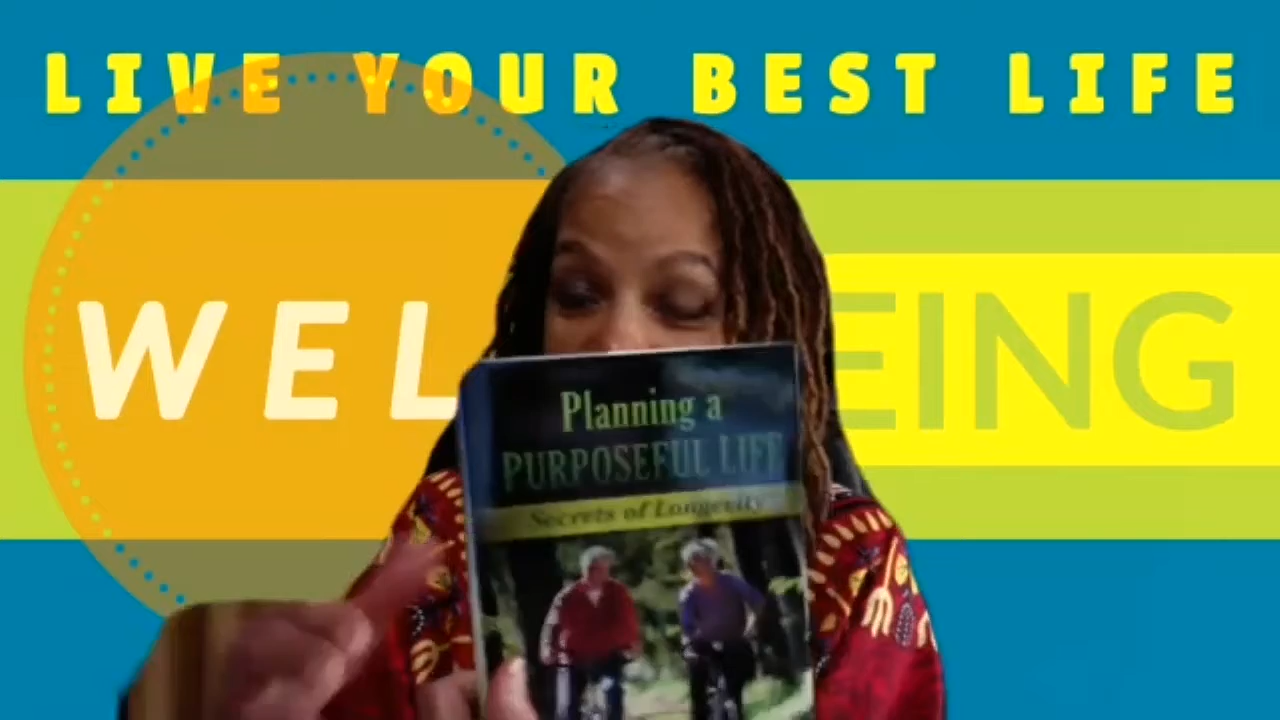 LIVE YOUR BEST LIFE
WEL EING
Planning a
PURPOSEFUL LIFE
Secrets of Longevity